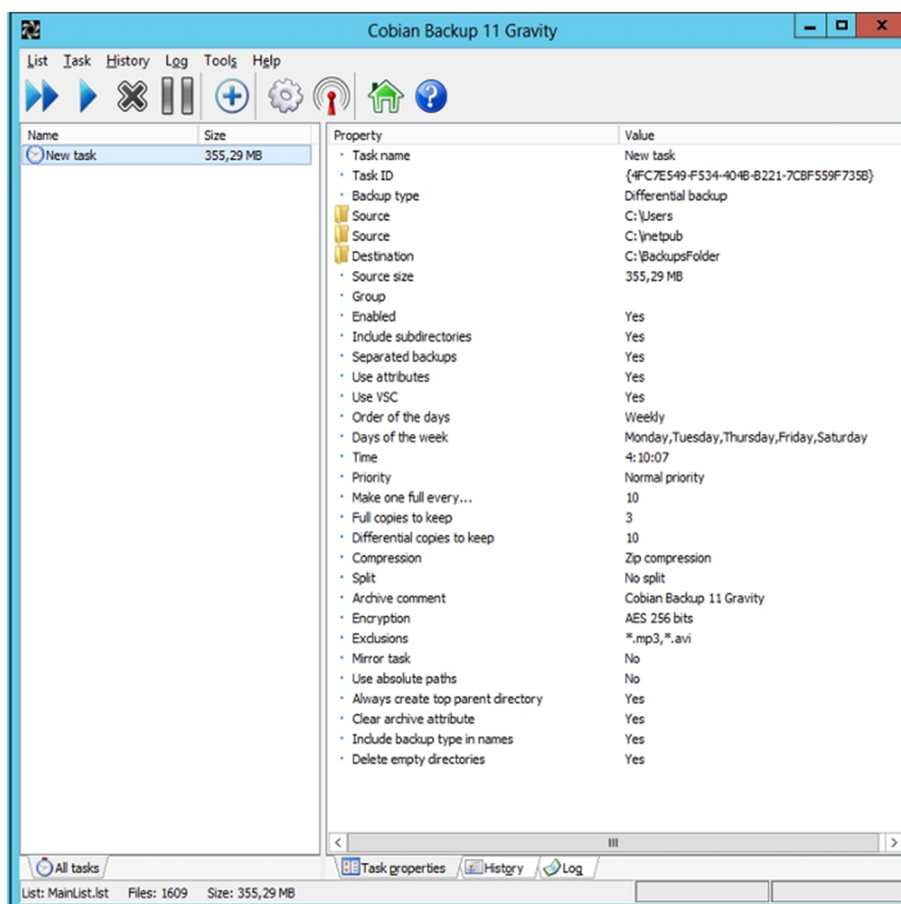 Cobian Backup 11 Gravity
List Task History Log Tools Help
Name Size
New task 355,29 MB
Property Value
Task name New task
Task ID {4FC7E549-F534-404B-B221-7CBF559F735B}
Backup type Differential backup
Source C:\Users
Source C:\inetpub
Destination C:\BackupsFolder
Source size 355,29 MB
Group
Enabled Yes
Include subdirectories Yes
Separated backups Yes
Use attributes Yes
Use VSC Yes
Order of the days Weekly
Days of the week Monday,Tuesday,Thursday,Friday,Saturday
Time 4:10:07
Priority Normal priority
Make one full every... 10
Full copies to keep 3
Differential copies to keep 10
Compression Zip compression
Split No split
Archive comment Cobian Backup 11 Gravity
Encryption AES 256 bits
Exclusions *.mp3,*.avi
Mirror task No
Use absolute paths No
Always create top parent directory Yes
Clear archive attribute Yes
Include backup type in names Yes
Delete empty directories Yes
All tasks Task properties History Log
List: MainList.lst Files: 1609 Size: 355,29 MB